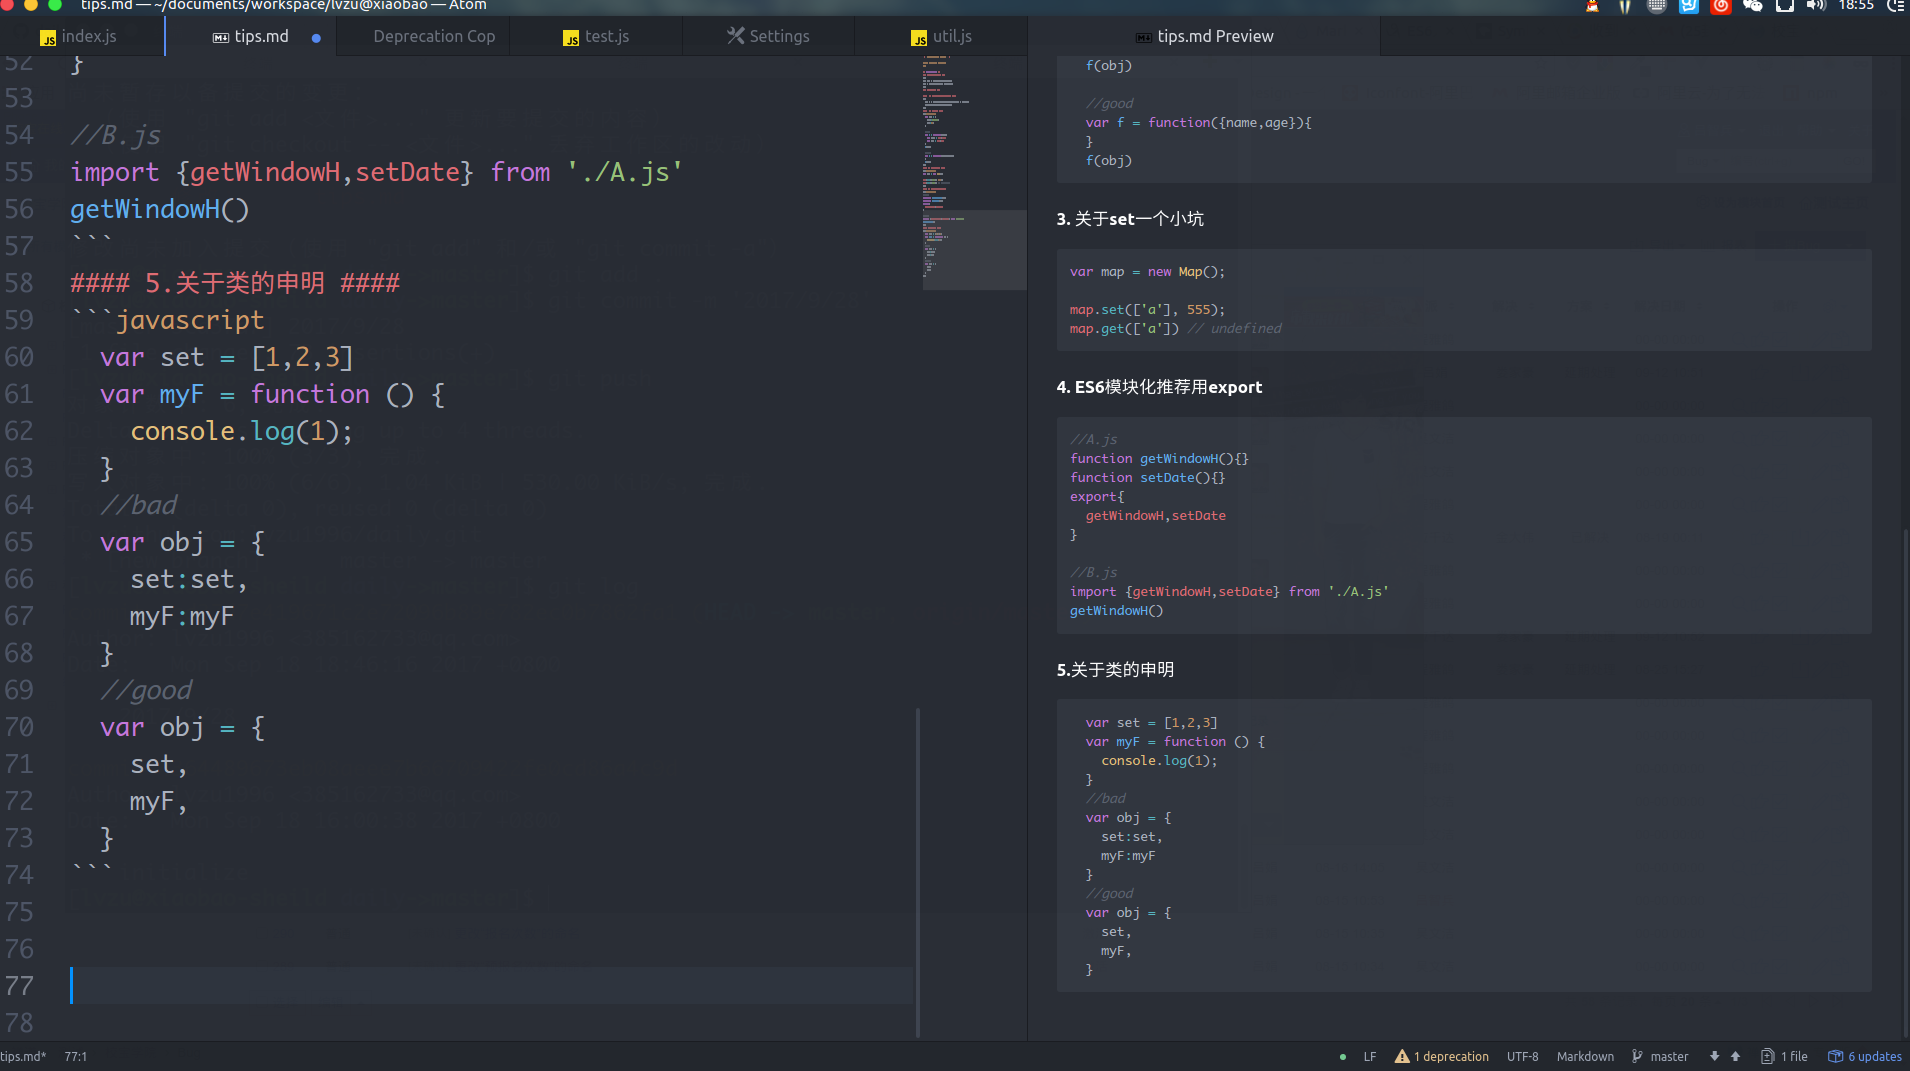 tips.md — ~/documents/workspace/lvzu@xiaobao — Atom
18:55
index.js
tips.md
Deprecation Cop
test.js
Settings
util.js
tips.md Preview
52 }
53
54 //B.js
55 import {getWindowH,setDate} from './A.js'
56 getWindowH()
57 ```
58 #### 5.关于类的申明 ####
59 ```javascript
60 var set = [1,2,3]
61 var myF = function () {
62 console.log(1);
63 }
64 //bad
65 var obj = {
66 set:set,
67 myF:myF
68 }
69 //good
70 var obj = {
71 set,
72 myF,
73 }
74 ```
75
76
77
78
f(obj)
//good
var f = function({name,age}){
}
f(obj)
3. 关于set一个小坑
var map = new Map();
map.set(['a'], 555);
map.get(['a']) // undefined
4. ES6模块化推荐用export
//A.js
function getWindowH(){}
function setDate(){}
export{
getWindowH,setDate
}
//B.js
import {getWindowH,setDate} from './A.js'
getWindowH()
5.关于类的申明
var set = [1,2,3]
var myF = function () {
console.log(1);
}
//bad
var obj = {
set:set,
myF:myF
}
//good
var obj = {
set,
myF,
}
tips.md* 77:1
LF 1 deprecation UTF-8 Markdown master 1 file 6 updates